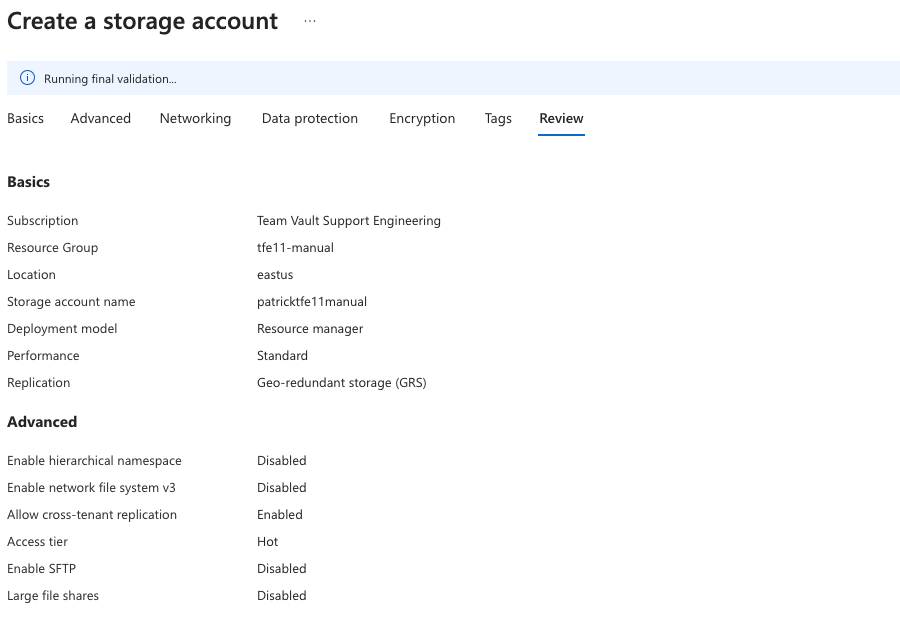 Create a storage account ...
Running final validation...
Basics Advanced Networking Data protection Encryption Tags Review
Basics
Subscription Team Vault Support Engineering
Resource Group tfe11-manual
Location eastus
Storage account name patricktfe11manual
Deployment model Resource manager
Performance Standard
Replication Geo-redundant storage (GRS)
Advanced
Enable hierarchical namespace Disabled
Enable network file system v3 Disabled
Allow cross-tenant replication Enabled
Access tier Hot
Enable SFTP Disabled
Large file shares Disabled